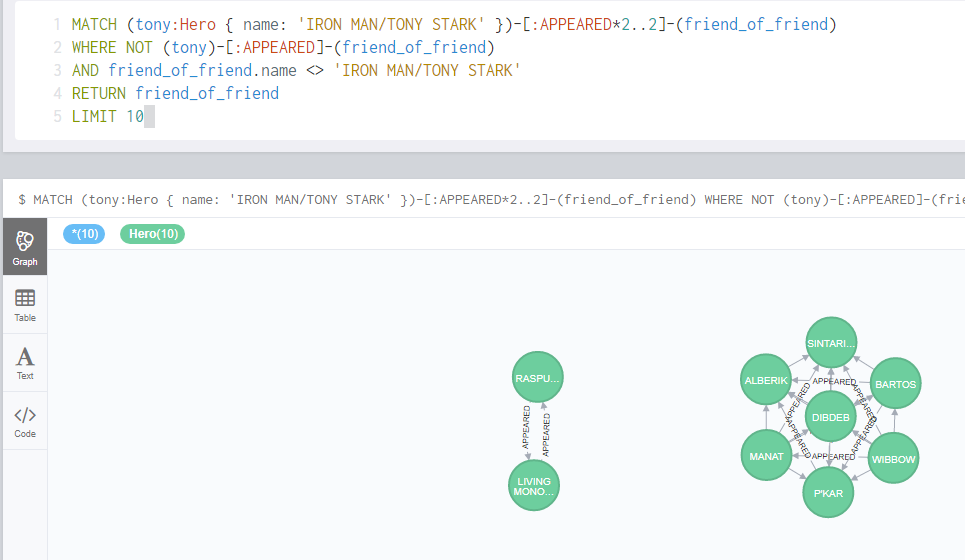 1 MATCH (tony:Hero { name: 'IRON MAN/TONY STARK' })-[:APPEARED*2..2]-(friend_of_friend)
2 WHERE NOT (tony)-[:APPEARED]-(friend_of_friend)
3 AND friend_of_friend.name <> 'IRON MAN/TONY STARK'
4 RETURN friend_of_friend
5 LIMIT 10
$ MATCH (tony:Hero { name: 'IRON MAN/TONY STARK' })-[:APPEARED*2..2]-(friend_of_friend) WHERE NOT (tony)-[:APPEARED]-(frie
*(10) Hero(10)
Graph
Table
A
Text
</>
Code
RASPU...
APPEARED
APPEARED
LIVING
MONO...
SINTARI...
ALBERIK
APPEARED
BARTOS
APPEARED
APPEARED
DIBDEB
APPEARED
APPEARED
MANAT
APPEARED
WIBBOW
P'KAR